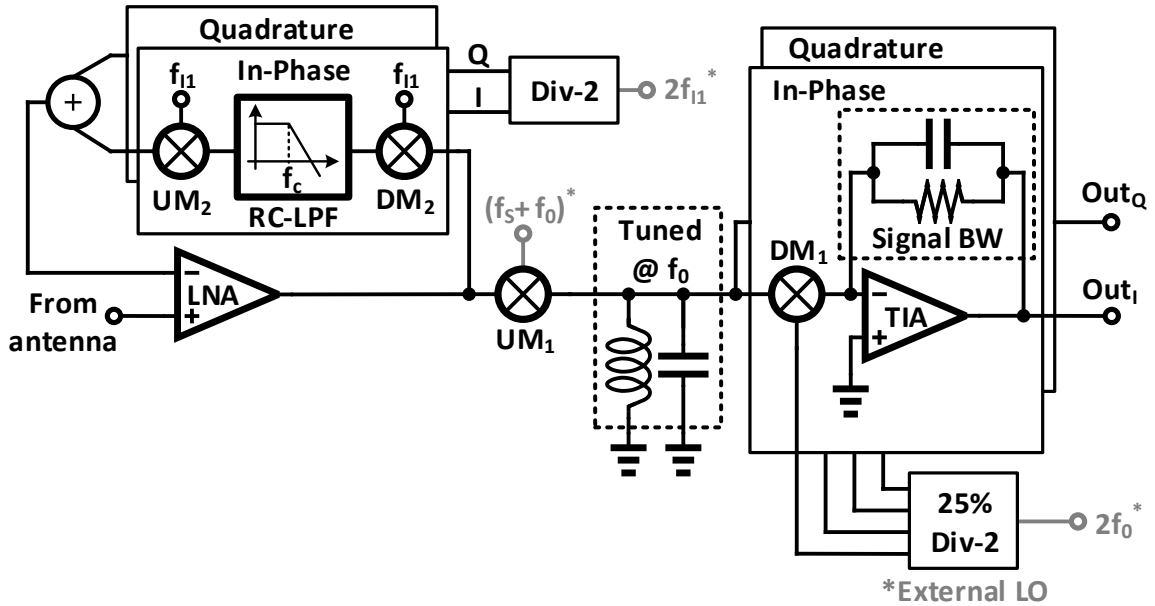 Quadrature
In-Phase
f_I1
f_I1
+
UM_2
f_c
DM_2
RC-LPF
Q
I
Div-2
2f_I1*
−
LNA
+
From
antenna
(f_S+ f_0)*
UM_1
Tuned
@ f_0
Quadrature
In-Phase
Signal BW
DM_1
−
TIA
+
Out_Q
Out_I
25%
Div-2
2f_0*
*External LO